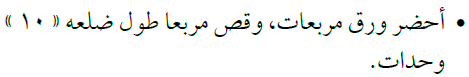 • أحضر ورق مربعات، وقص مربعا طول ضلعه « ١٠ »
وحدات.